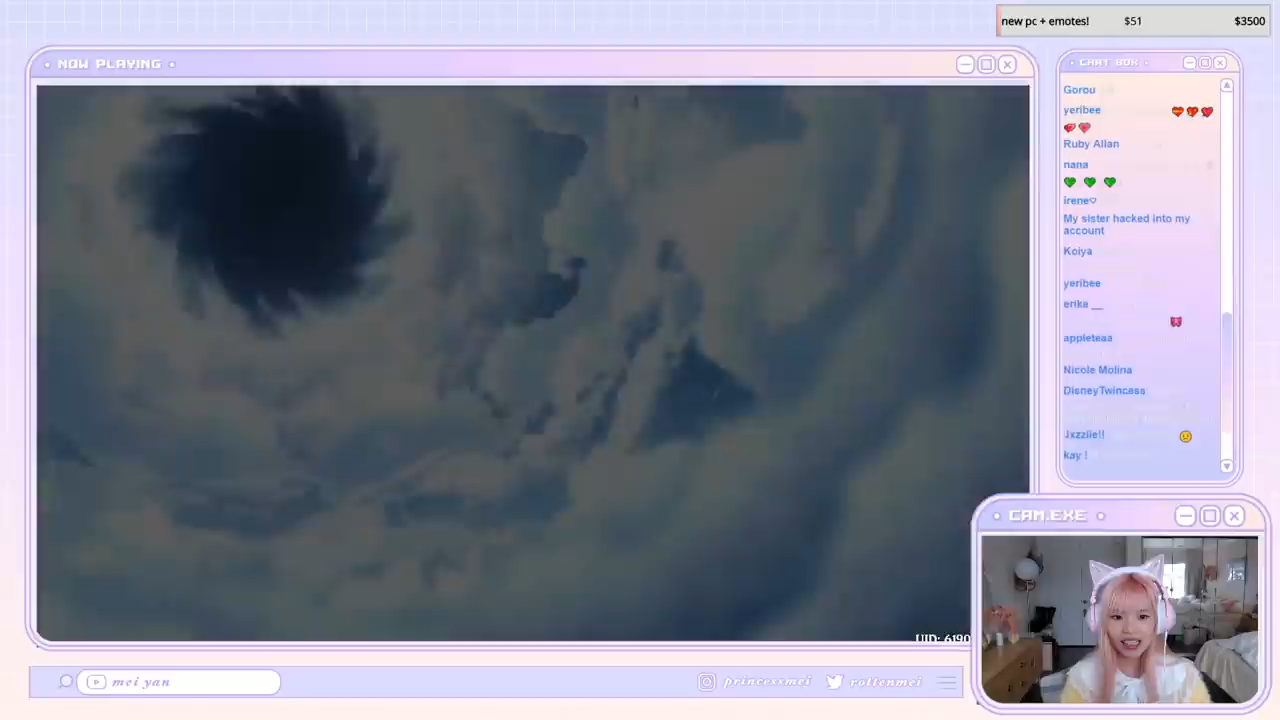 new pc + emotes! $51 $3500
NOW PLAYING
CHAT BOX
Gorou
yeribee
Ruby Allan
nana
irene♡
My sister hacked into my
account
Koiya
yeribee
erika __
appleteaa
Nicole Molina
DisneyTwincess
kay !
CAM.EXE
UID: 6190
mei yan
princessmei
rottenmei